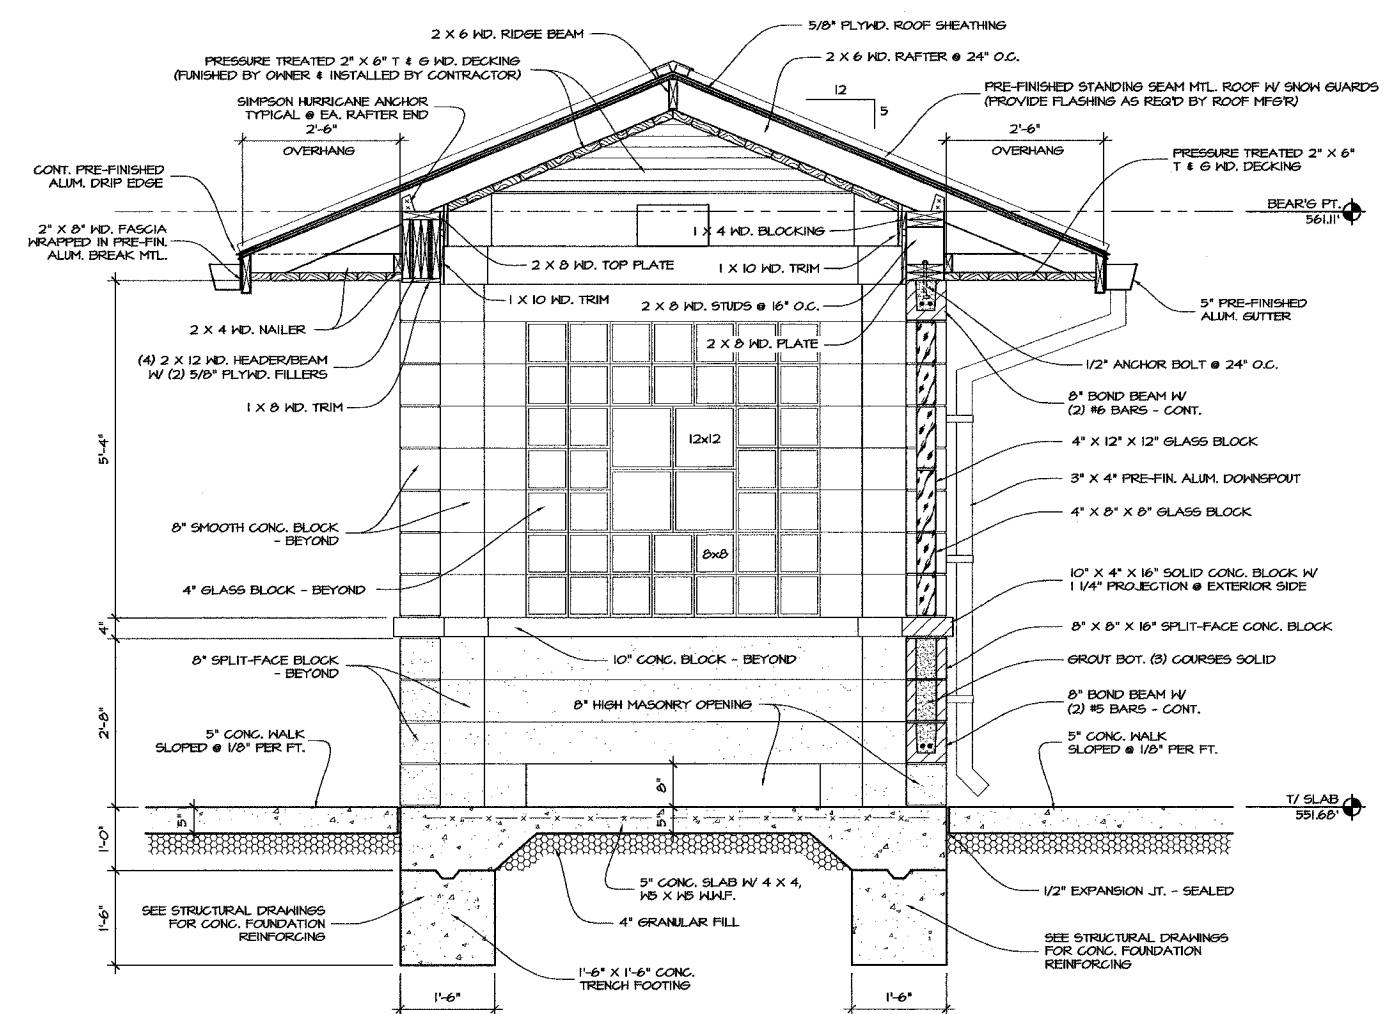 2 X 6 WD. RIDGE BEAM
5/8" PLYWD. ROOF SHEATHING
PRESSURE TREATED 2" X 6" T & G WD. DECKING
(FUNISHED BY OWNER & INSTALLED BY CONTRACTOR)
2 X 6 WD. RAFTER @ 24" O.C.
SIMPSON HURRICANE ANCHOR
TYPICAL @ EA. RAFTER END
12
5
PRE-FINISHED STANDING SEAM MTL. ROOF W/ SNOW GUARDS
(PROVIDE FLASHING AS REQ'D BY ROOF MFG'R)
2'-6"
OVERHANG
2'-6"
OVERHANG
CONT. PRE-FINISHED
ALUM. DRIP EDGE
PRESSURE TREATED 2" X 6"
T & G WD. DECKING
2" X 8" WD. FASCIA
WRAPPED IN PRE-FIN.
ALUM. BREAK MTL.
BEAR'G PT.
561.11'
1 X 4 WD. BLOCKING
2 X 8 WD. TOP PLATE
1 X 10 WD. TRIM
1 X 10 WD. TRIM
2 X 8 WD. STUDS @ 16" O.C.
5" PRE-FINISHED
ALUM. GUTTER
2 X 4 WD. NAILER
2 X 8 WD. PLATE
(4) 2 X 12 WD. HEADER/BEAM
W/ (2) 5/8" PLYWD. FILLERS
1/2" ANCHOR BOLT @ 24" O.C.
1 X 8 WD. TRIM
8" BOND BEAM W/
(2) #6 BARS - CONT.
12x12
4" X 12" X 12" GLASS BLOCK
5'-4"
3" X 4" PRE-FIN. ALUM. DOWNSPOUT
8" SMOOTH CONC. BLOCK
- BEYOND
4" X 8" X 8" GLASS BLOCK
8x8
4" GLASS BLOCK - BEYOND
10" X 4" X 16" SOLID CONC. BLOCK W/
1 1/4" PROJECTION @ EXTERIOR SIDE
4"
8" X 8" X 16" SPLIT-FACE CONC. BLOCK
8" SPLIT-FACE BLOCK
- BEYOND
10" CONC. BLOCK - BEYOND
GROUT BOT. (3) COURSES SOLID
2'-8"
8" HIGH MASONRY OPENING
8" BOND BEAM W/
(2) #5 BARS - CONT.
5" CONC. WALK
SLOPED @ 1/8" PER FT.
5" CONC. WALK
SLOPED @ 1/8" PER FT.
8"
T/ SLAB
551.68'
5"
5"
1'-0"
5" CONC. SLAB W/ 4 X 4,
W5 X W5 W.W.F.
1/2" EXPANSION JT. - SEALED
4" GRANULAR FILL
1'-6"
SEE STRUCTURAL DRAWINGS
FOR CONC. FOUNDATION
REINFORCING
SEE STRUCTURAL DRAWINGS
FOR CONC. FOUNDATION
REINFORCING
1'-6" X 1'-6" CONC.
TRENCH FOOTING
1'-6"
1'-6"